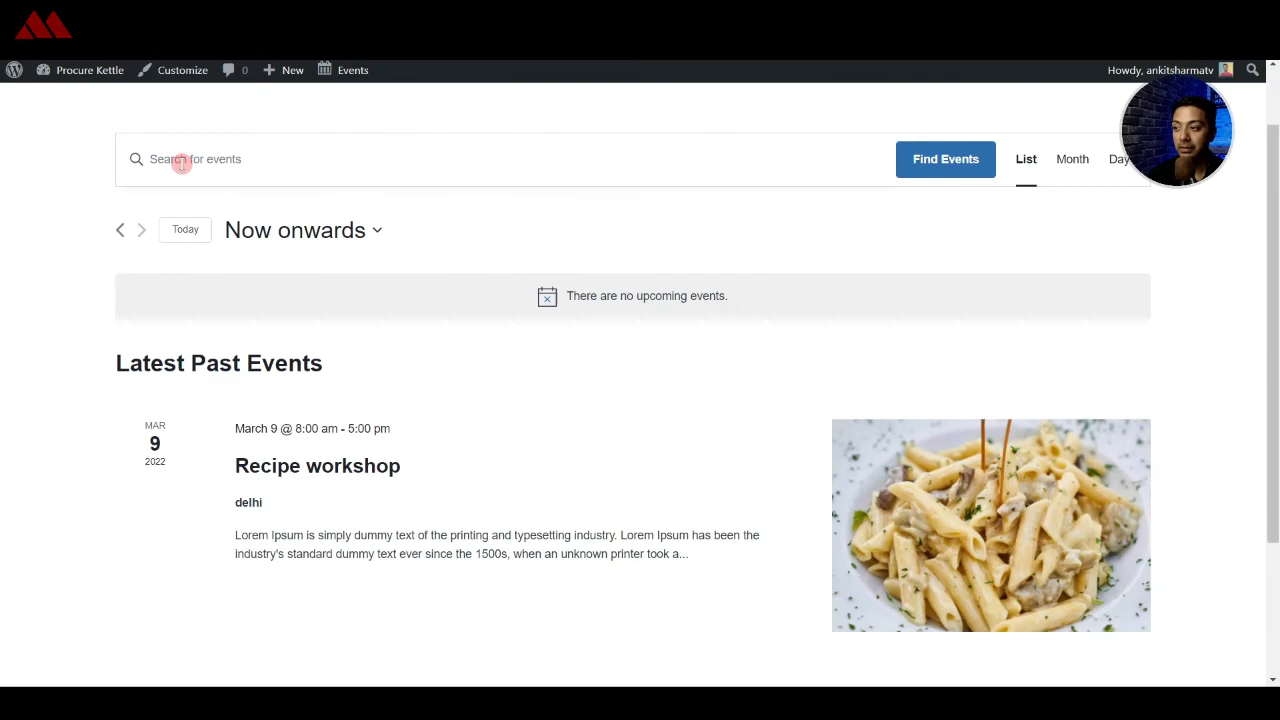 Procure Kettle Customize 0 New Events Howdy, ankitsharmatv
Search for events Find Events List Month Day
Today Now onwards
There are no upcoming events.
Latest Past Events
MAR
9
2022
March 9 @ 8:00 am - 5:00 pm
Recipe workshop
delhi
Lorem Ipsum is simply dummy text of the printing and typesetting industry. Lorem Ipsum has been the
industry's standard dummy text ever since the 1500s, when an unknown printer took a...